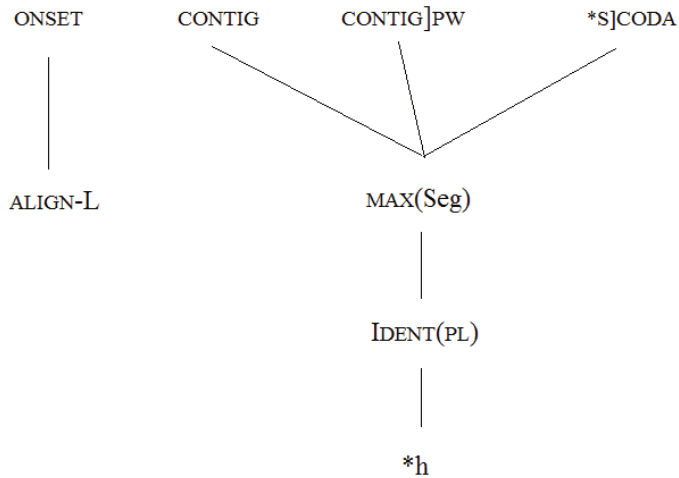 ONSET CONTIG CONTIG]PW *S]CODA
ALIGN-L MAX(Seg)
IDENT(PL)
*h